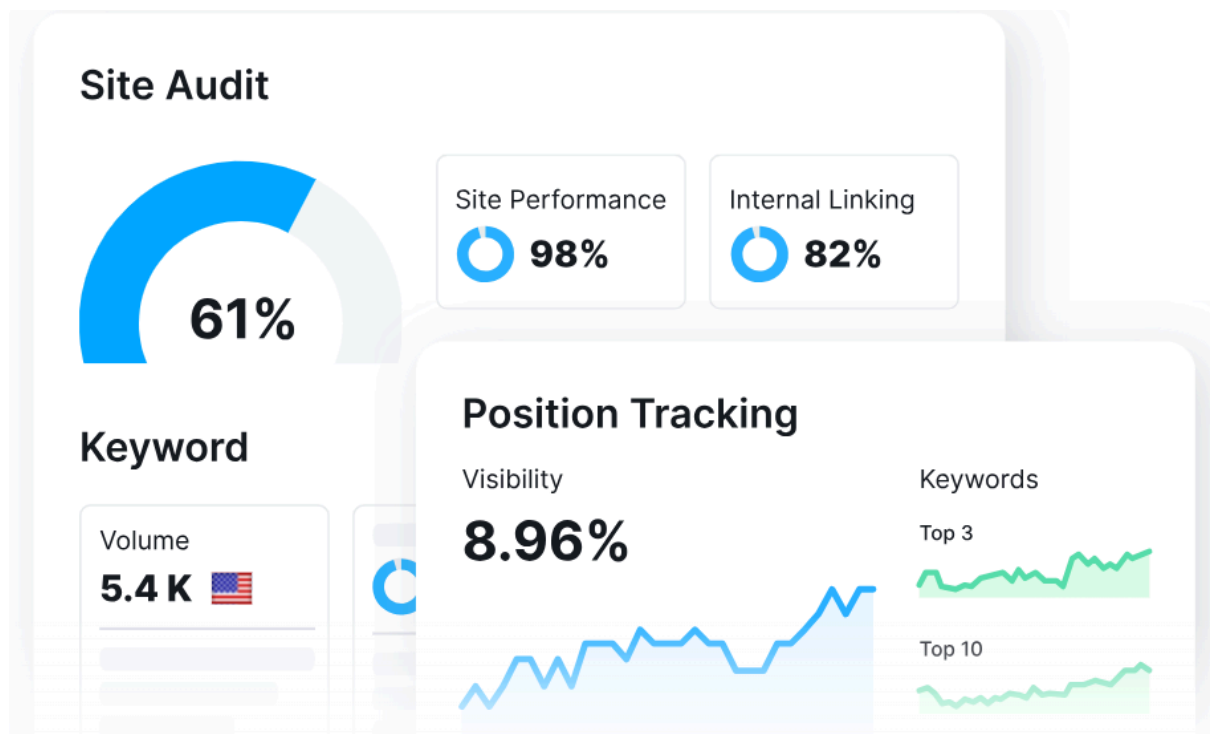 Site Audit
61%
Site Performance
98%
Internal Linking
82%
Keyword
Volume
5.4 K
Position Tracking
Visibility
8.96%
Keywords
Top 3
Top 10